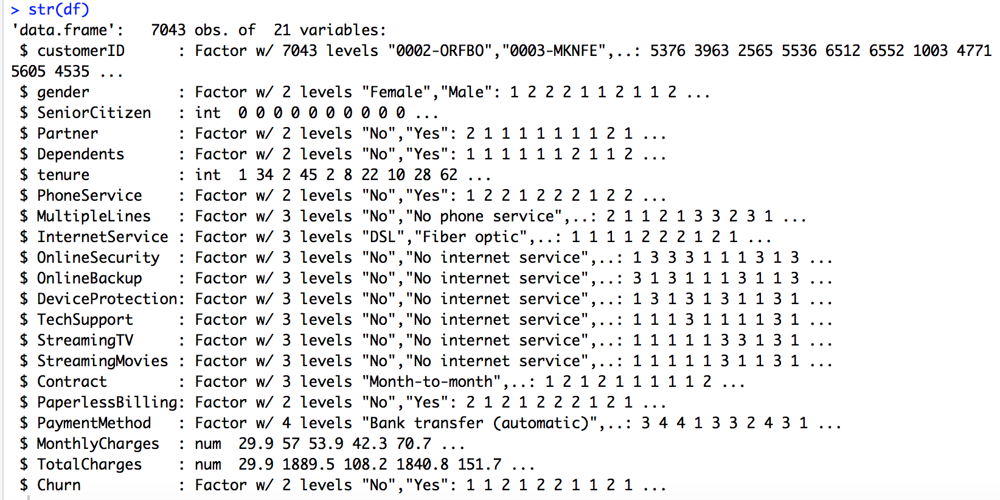 > str(df)
'data.frame':   7043 obs. of  21 variables:
 $ customerID      : Factor w/ 7043 levels "0002-ORFBO","0003-MKNFE",..: 5376 3963 2565 5536 6512 6552 1003 4771
5605 4535 ...
 $ gender          : Factor w/ 2 levels "Female","Male": 1 2 2 2 1 1 2 1 1 2 ...
 $ SeniorCitizen   : int  0 0 0 0 0 0 0 0 0 0 ...
 $ Partner         : Factor w/ 2 levels "No","Yes": 2 1 1 1 1 1 1 1 2 1 ...
 $ Dependents      : Factor w/ 2 levels "No","Yes": 1 1 1 1 1 1 2 1 1 2 ...
 $ tenure          : int  1 34 2 45 2 8 22 10 28 62 ...
 $ PhoneService    : Factor w/ 2 levels "No","Yes": 1 2 2 1 2 2 2 1 2 2 ...
 $ MultipleLines   : Factor w/ 3 levels "No","No phone service",..: 2 1 1 2 1 3 3 2 3 1 ...
 $ InternetService : Factor w/ 3 levels "DSL","Fiber optic",..: 1 1 1 1 2 2 2 1 2 1 ...
 $ OnlineSecurity  : Factor w/ 3 levels "No","No internet service",..: 1 3 3 3 1 1 1 3 1 3 ...
 $ OnlineBackup    : Factor w/ 3 levels "No","No internet service",..: 3 1 3 1 1 1 3 1 1 3 ...
 $ DeviceProtection: Factor w/ 3 levels "No","No internet service",..: 1 3 1 3 1 3 1 1 3 1 ...
 $ TechSupport     : Factor w/ 3 levels "No","No internet service",..: 1 1 1 3 1 1 1 1 3 1 ...
 $ StreamingTV     : Factor w/ 3 levels "No","No internet service",..: 1 1 1 1 1 3 3 1 3 1 ...
 $ StreamingMovies : Factor w/ 3 levels "No","No internet service",..: 1 1 1 1 1 3 1 1 3 1 ...
 $ Contract        : Factor w/ 3 levels "Month-to-month",..: 1 2 1 2 1 1 1 1 1 2 ...
 $ PaperlessBilling: Factor w/ 2 levels "No","Yes": 2 1 2 1 2 2 2 1 2 1 ...
 $ PaymentMethod   : Factor w/ 4 levels "Bank transfer (automatic)",..: 3 4 4 1 3 3 2 4 3 1 ...
 $ MonthlyCharges  : num  29.9 57 53.9 42.3 70.7 ...
 $ TotalCharges    : num  29.9 1889.5 108.2 1840.8 151.7 ...
 $ Churn           : Factor w/ 2 levels "No","Yes": 1 1 2 1 2 2 1 1 2 1 ...